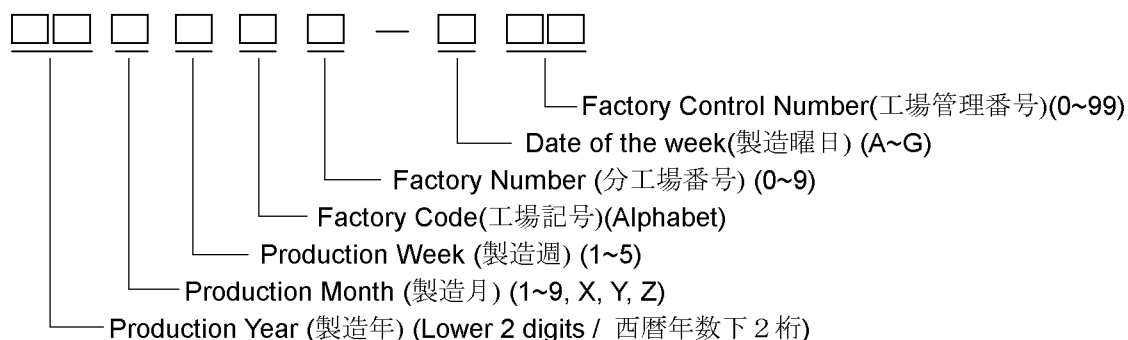 Factory Control Number(工場管理番号)(0~99)
Date of the week(製造曜日) (A~G)
Factory Number (分工場番号) (0~9)
Factory Code(工場記号)(Alphabet)
Production Week (製造週) (1~5)
Production Month (製造月) (1~9, X, Y, Z)
Production Year (製造年) (Lower 2 digits / 西暦年数下２桁)